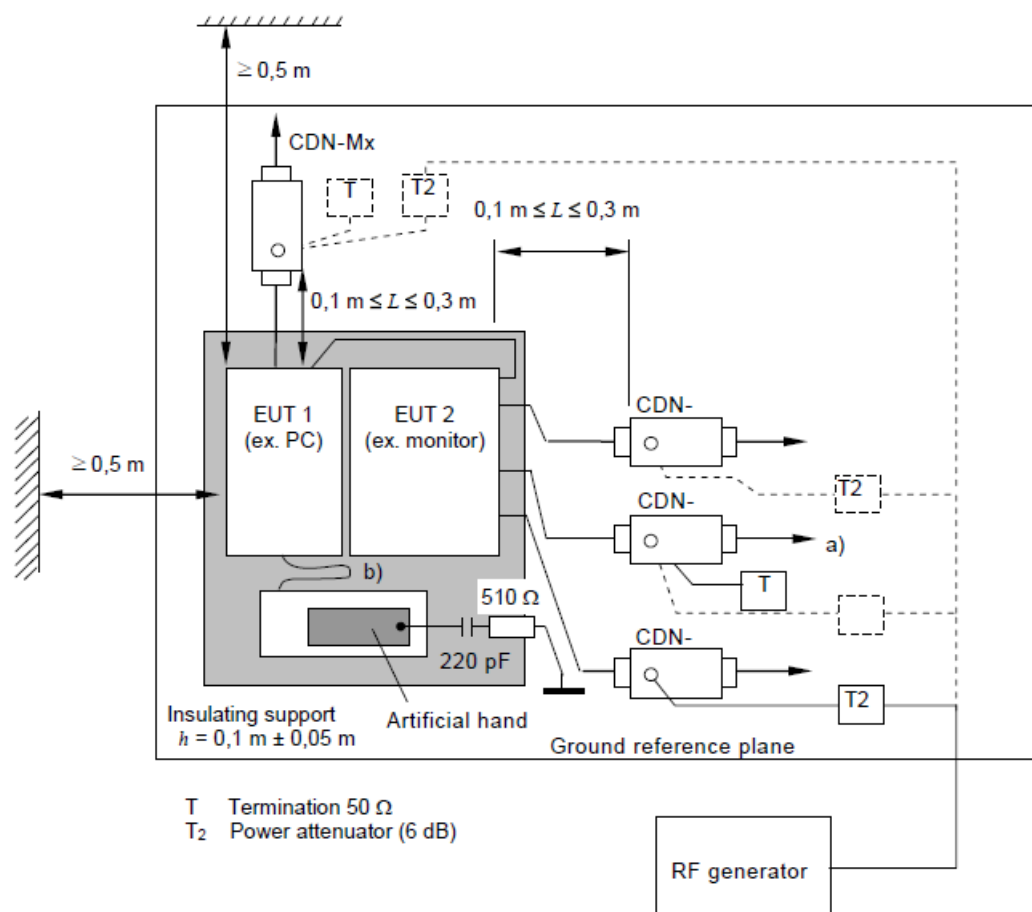 ≥ 0,5 m
CDN-Mx
T
T2
0,1 m ≤ L ≤ 0,3 m
0,1 m ≤ L ≤ 0,3 m
EUT 1
(ex. PC)
EUT 2
(ex. monitor)
CDN-
≥ 0,5 m
T2
CDN-
a)
b)
T
510 Ω
CDN-
220 pF
T2
Insulating support
h = 0,1 m ± 0,05 m
Artificial hand
Ground reference plane
T Termination 50 Ω
T2 Power attenuator (6 dB)
RF generator